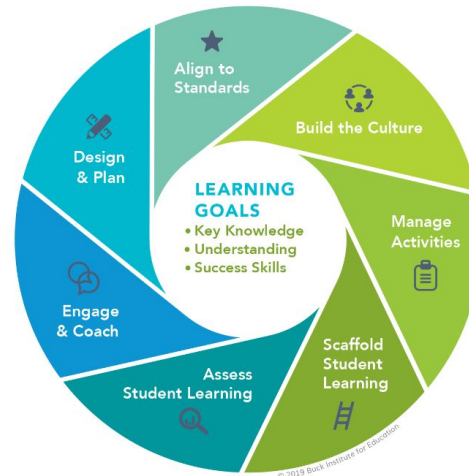 Align to
Standards
Build the Culture
Manage
Activities
Scaffold
Student
Learning
Assess
Student Learning
Engage
& Coach
Design
& Plan
LEARNING
GOALS
• Key Knowledge
• Understanding
• Success Skills
© 2019 Buck Institute for Education